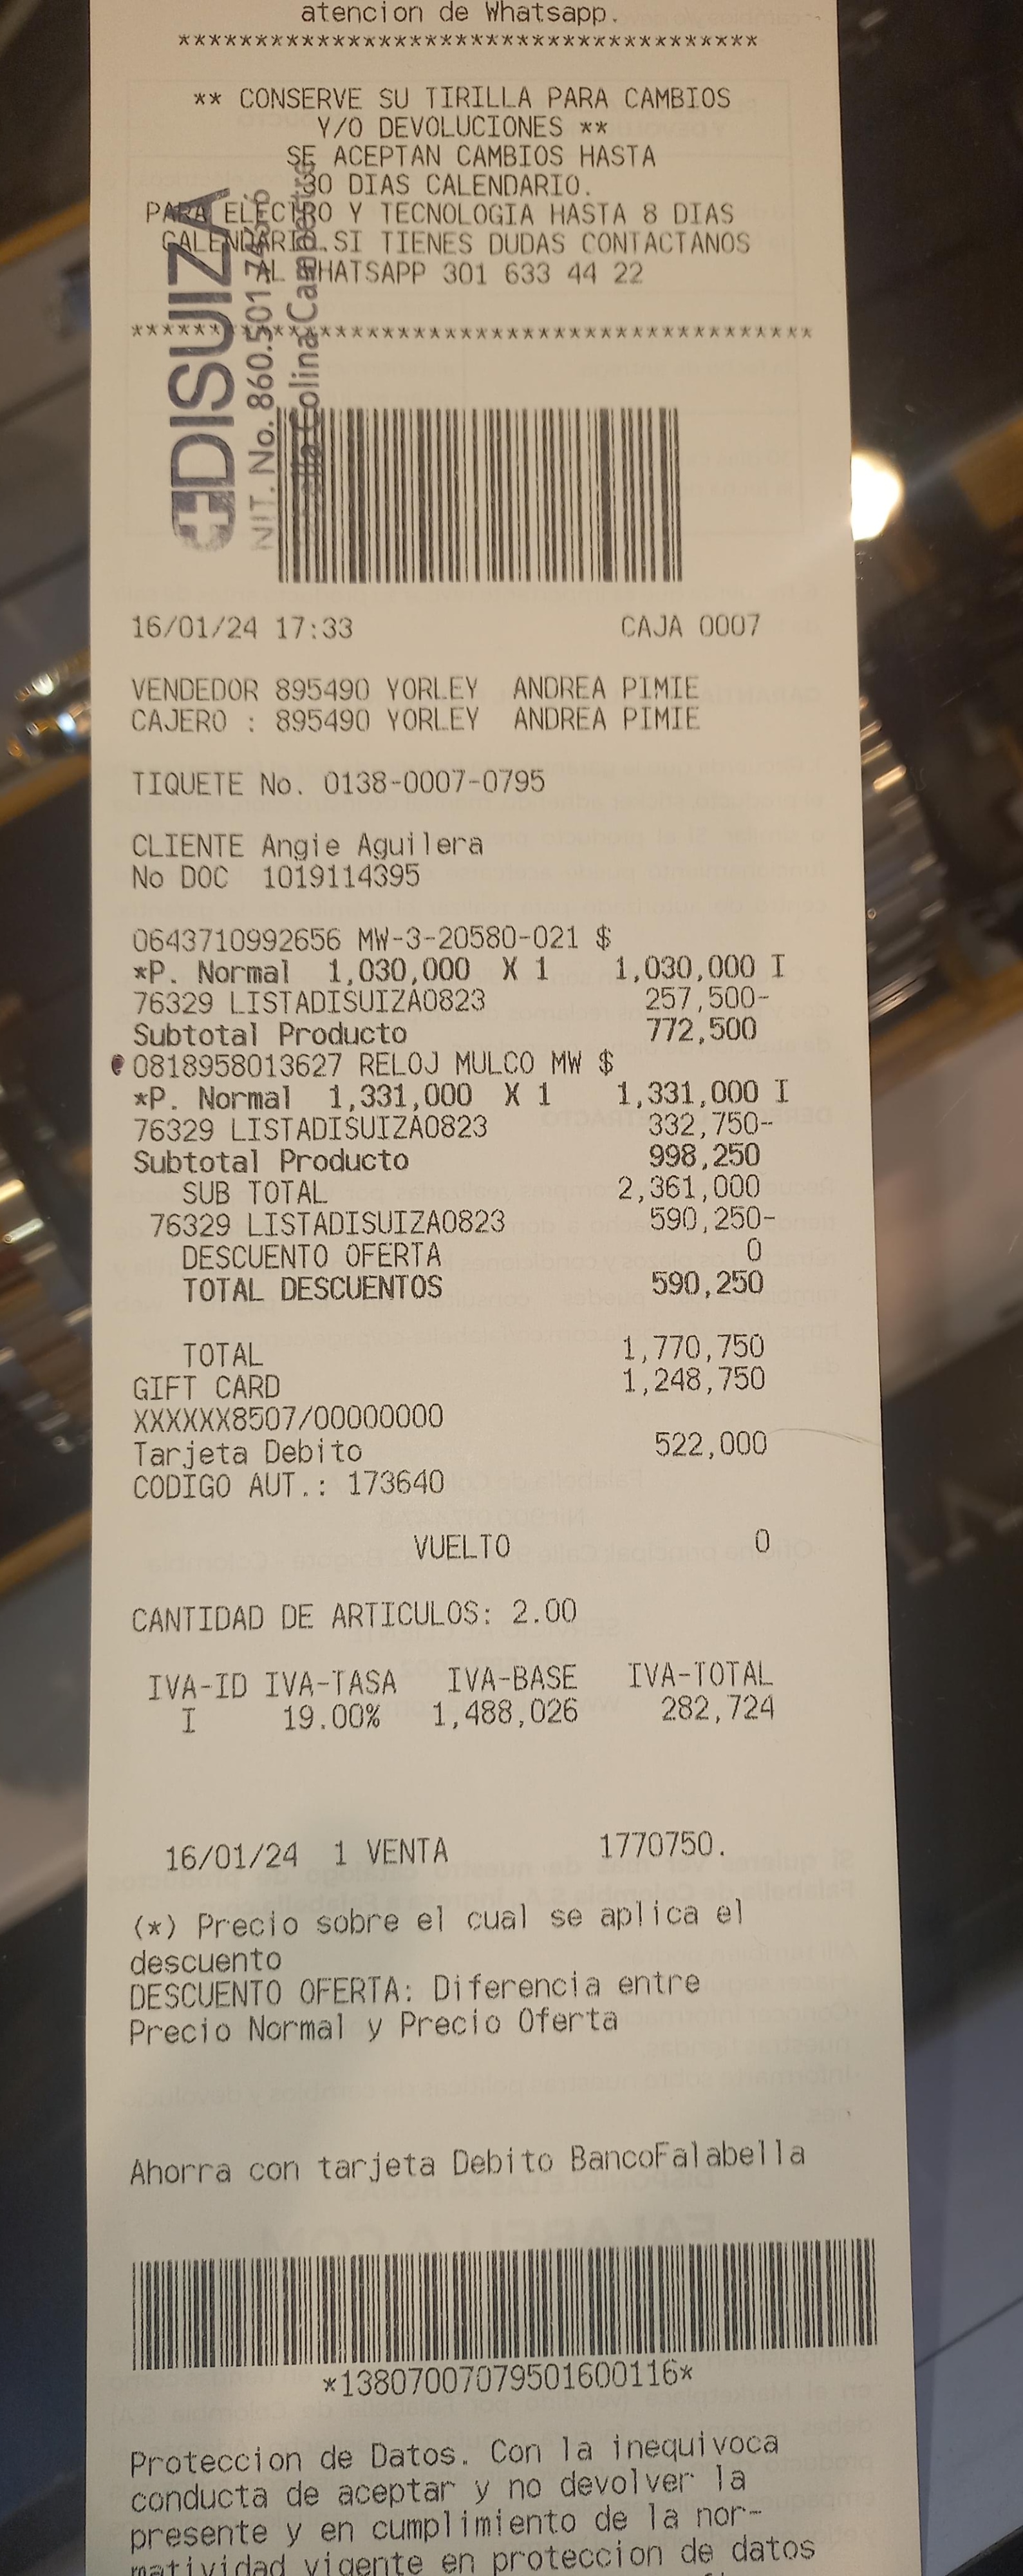 atencion de Whatsapp.
*************************************
** CONSERVE SU TIRILLA PARA CAMBIOS
Y/O DEVOLUCIONES **
SE ACEPTAN CAMBIOS HASTA
30 DIAS CALENDARIO.
PARA ELECTRO Y TECNOLOGIA HASTA 8 DIAS
CALENDARIO.SI TIENES DUDAS CONTACTANOS
AL WHATSAPP 301 633 44 22
*******************************************
DISUIZA
NIT. No. 860.501.745-6
Colina Campestre
16/01/24 17:33 CAJA 0007
VENDEDOR 895490 YORLEY ANDREA PIMIE
CAJERO : 895490 YORLEY ANDREA PIMIE
TIQUETE No. 0138-0007-0795
CLIENTE Angie Aguilera
No DOC 1019114395
0643710992656 MW-3-20580-021 $
*P. Normal 1,030,000 X 1 1,030,000 I
76329 LISTADISUIZA0823 257,500-
Subtotal Producto 772,500
0818958013627 RELOJ MULCO MW $
*P. Normal 1,331,000 X 1 1,331,000 I
76329 LISTADISUIZA0823 332,750-
Subtotal Producto 998,250
SUB TOTAL 2,361,000
76329 LISTADISUIZA0823 590,250-
DESCUENTO OFERTA 0
TOTAL DESCUENTOS 590,250
TOTAL 1,770,750
GIFT CARD 1,248,750
XXXXXX8507/00000000
Tarjeta Debito 522,000
CODIGO AUT.: 173640
VUELTO 0
CANTIDAD DE ARTICULOS: 2.00
IVA-ID IVA-TASA IVA-BASE IVA-TOTAL
I 19.00% 1,488,026 282,724
16/01/24 1 VENTA 1770750.
(*) Precio sobre el cual se aplica el
descuento
DESCUENTO OFERTA: Diferencia entre
Precio Normal y Precio Oferta
Ahorra con tarjeta Debito BancoFalabella
*13807007079501600116*
Proteccion de Datos. Con la inequivoca
conducta de aceptar y no devolver la
presente y en cumplimiento de la nor-
matividad vigente en proteccion de datos